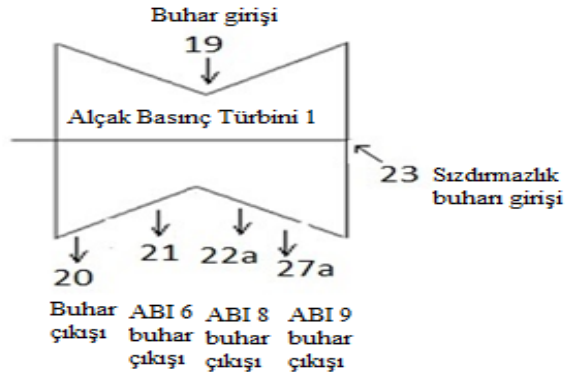 Buhar girişi
19
Alçak Basınç Türbini 1
23 Sızdırmazlık
buharı girişi
20 21 22a 27a
Buhar çıkışı
ABI 6 buhar çıkışı
ABI 8 buhar çıkışı
ABI 9 buhar çıkışı